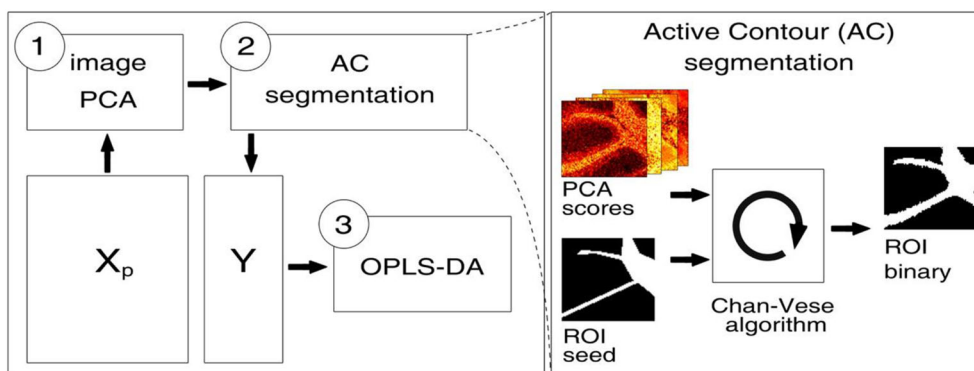 1
image
PCA
2
AC
segmentation
Xp
Y
3
OPLS-DA
Active Contour (AC)
segmentation
PCA
scores
ROI
seed
Chan-Vese
algorithm
ROI
binary